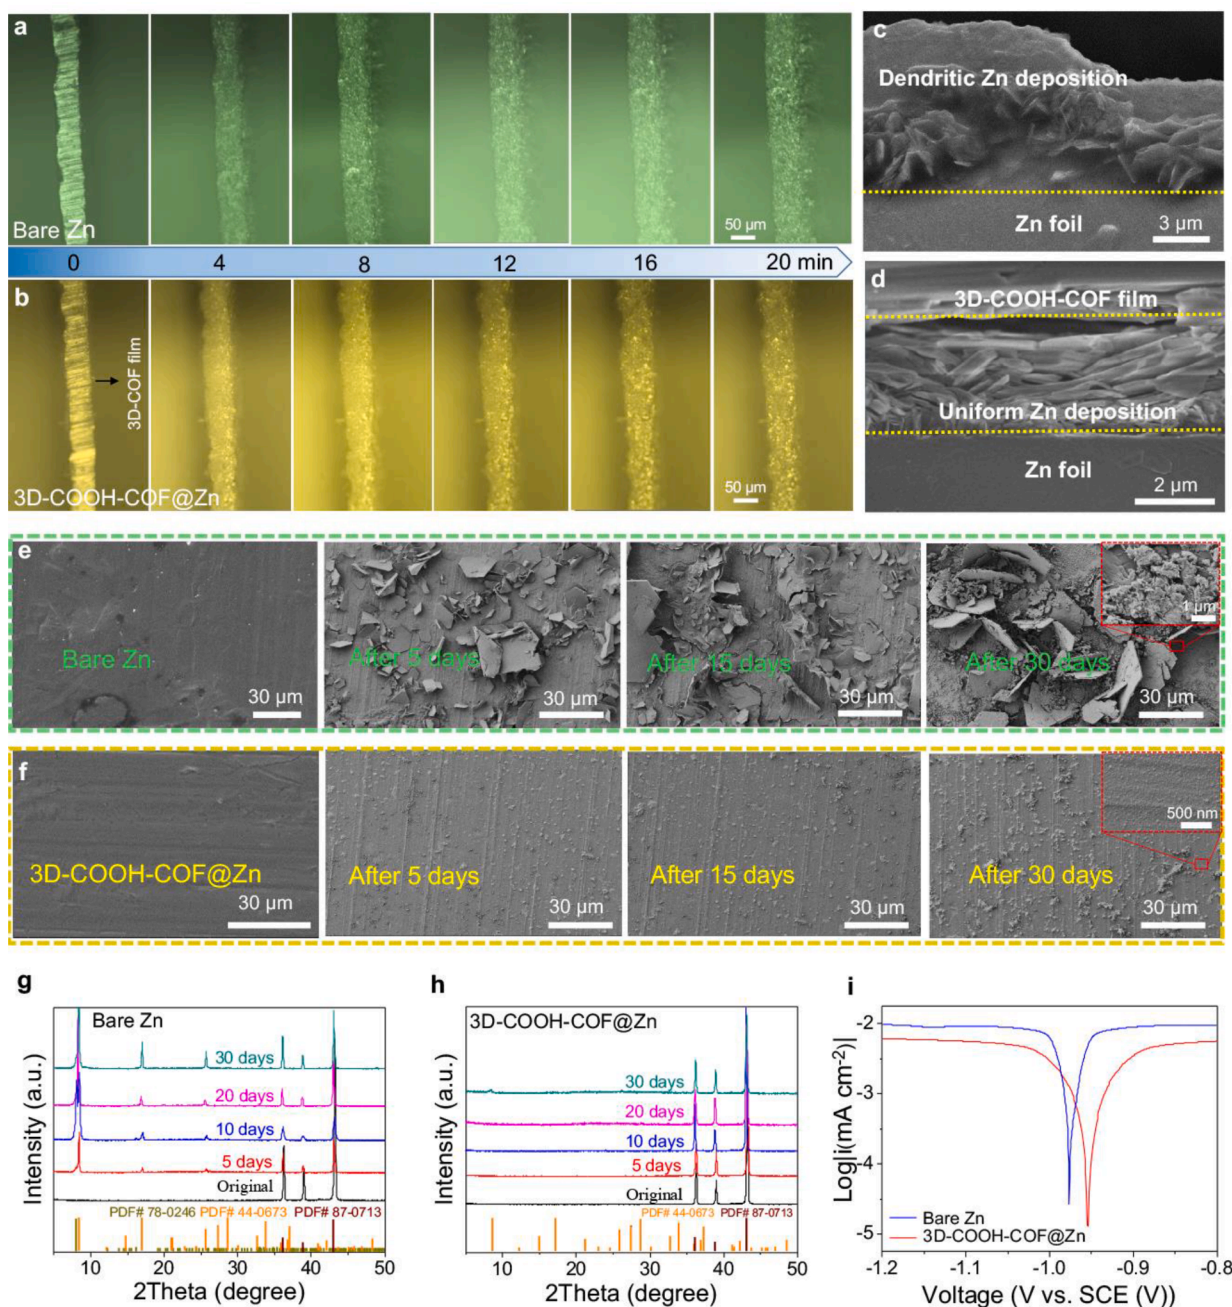 a
Bare Zn
50 µm
c
Dendritic Zn deposition
Zn foil
3 µm
0 4 8 12 16 20 min
b
3D-COF film
3D-COOH-COF@Zn
50 µm
d
3D-COOH-COF film
Uniform Zn deposition
Zn foil
2 µm
e
Bare Zn
30 µm
After 5 days
30 µm
After 15 days
30 µm
After 30 days
30 µm
1 µm
f
3D-COOH-COF@Zn
30 µm
After 5 days
30 µm
After 15 days
30 µm
After 30 days
30 µm
500 nm
g
Bare Zn
30 days
20 days
10 days
5 days
Original
PDF# 78-0246 PDF# 44-0673 PDF# 87-0713
10 20 30 40 50
2Theta (degree)
Intensity (a.u.)
h
3D-COOH-COF@Zn
30 days
20 days
10 days
5 days
Original
PDF# 44-0673 PDF# 87-0713
10 20 30 40 50
2Theta (degree)
Intensity (a.u.)
i
-2
-3
-4
-5
Bare Zn
3D-COOH-COF@Zn
-1.2 -1.1 -1.0 -0.9 -0.8
Voltage (V vs. SCE (V))
Log|i(mA cm⁻²)|